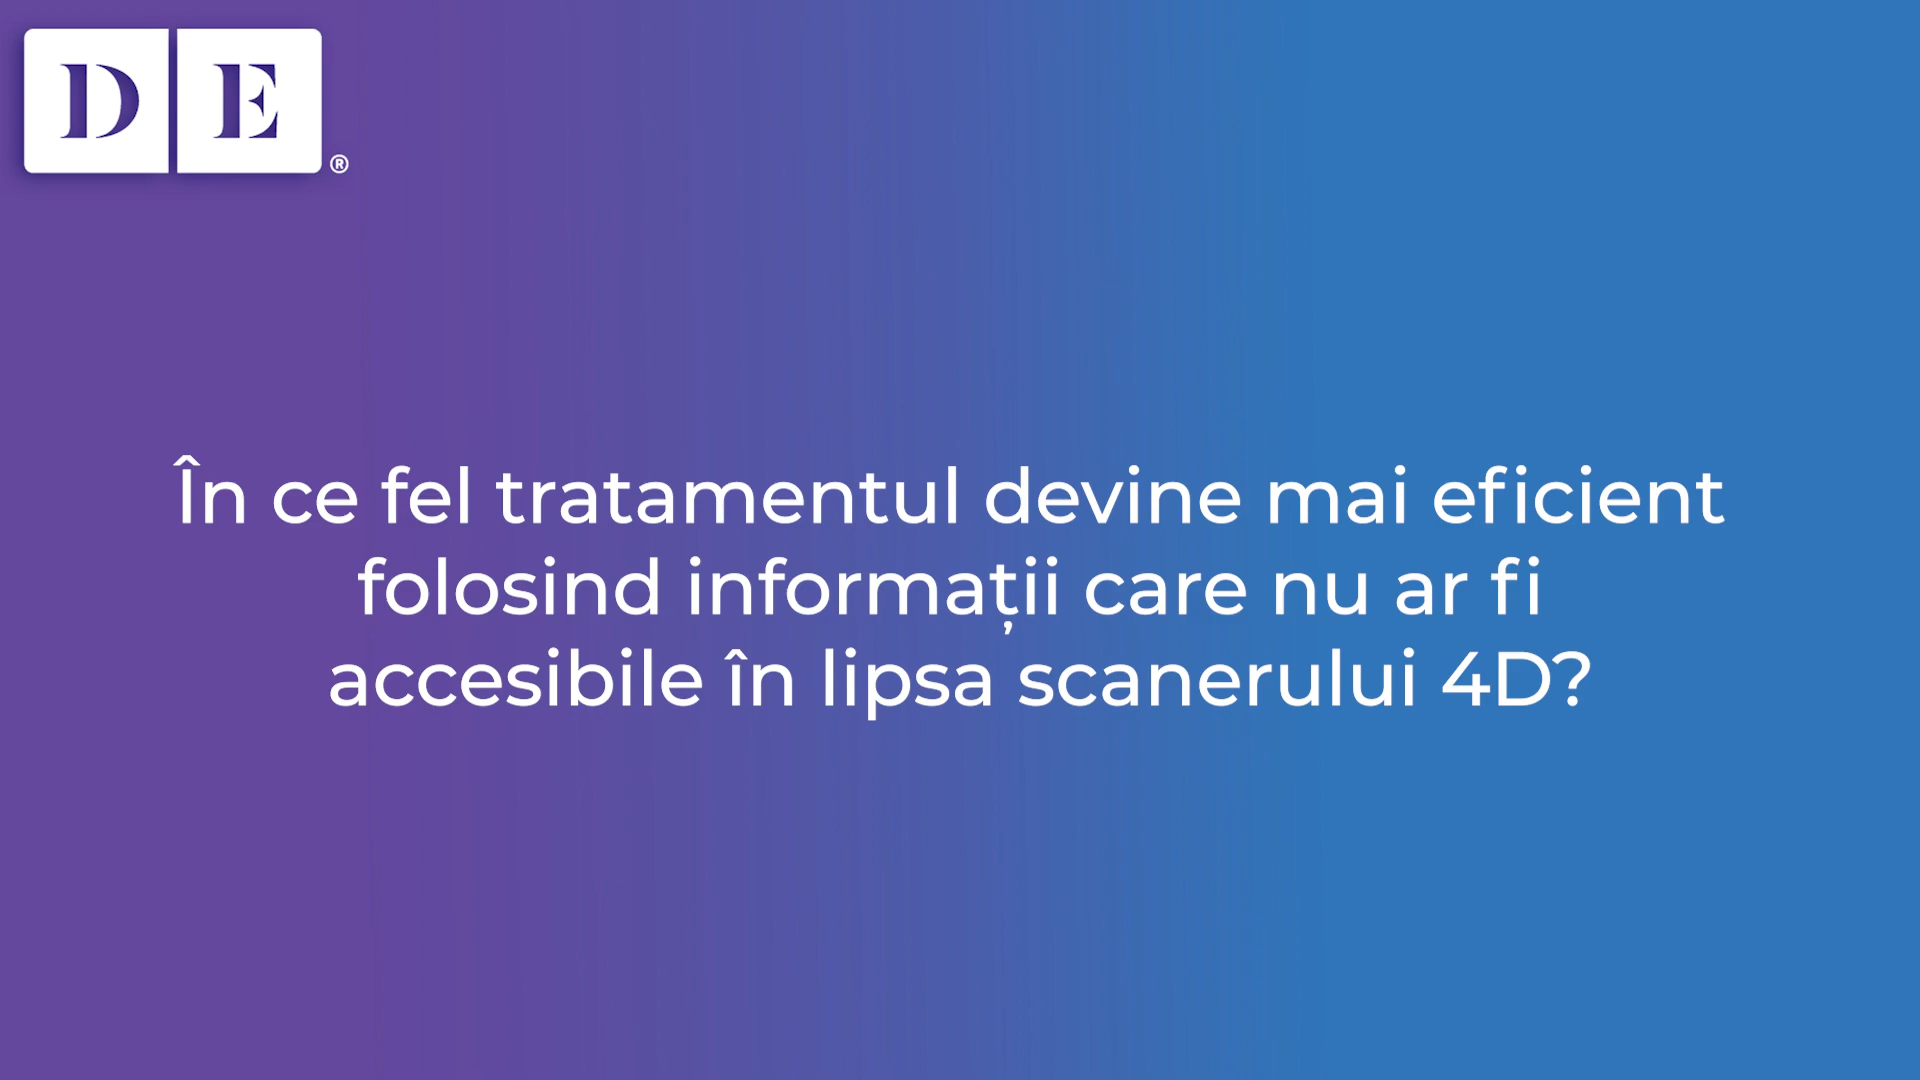 D E ®
În ce fel tratamentul devine mai eficient
folosind informații care nu ar fi
accesibile în lipsa scanerului 4D?